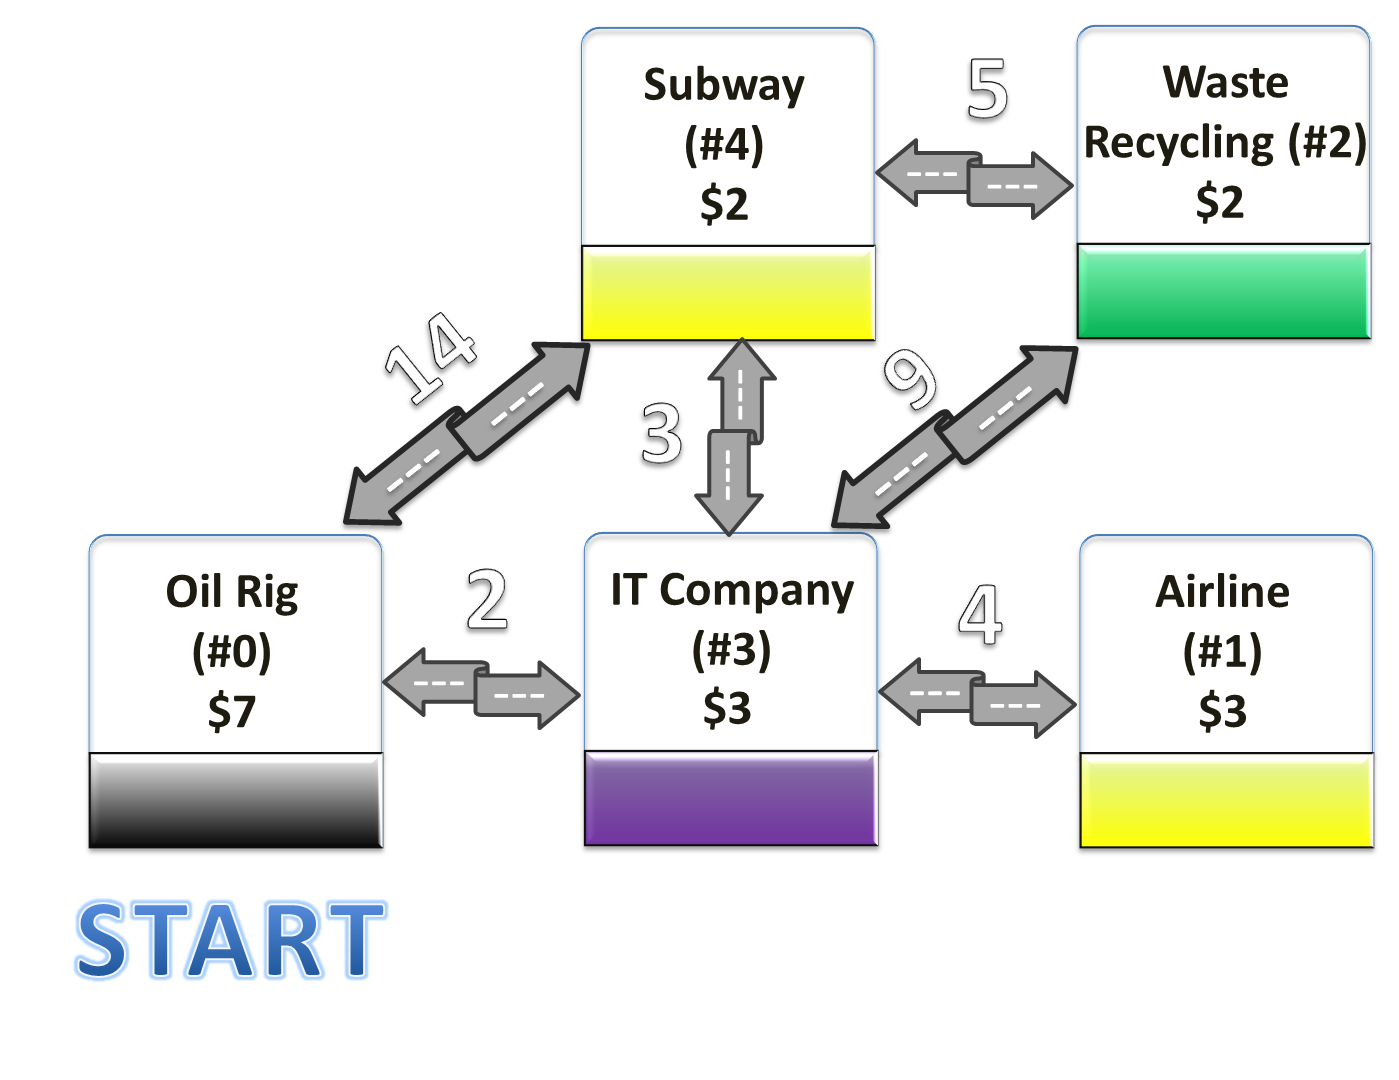 Subway
(#4)
$2
5
Waste
Recycling (#2)
$2
14
3
9
Oil Rig
(#0)
$7
2
IT Company
(#3)
$3
4
Airline
(#1)
$3
START